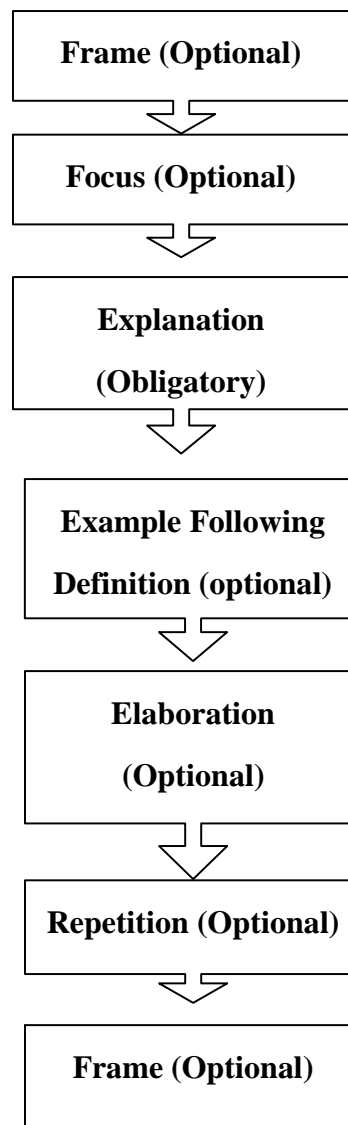 Frame (Optional)
Focus (Optional)
Explanation
(Obligatory)
Example Following
Definition (optional)
Elaboration
(Optional)
Repetition (Optional)
Frame (Optional)